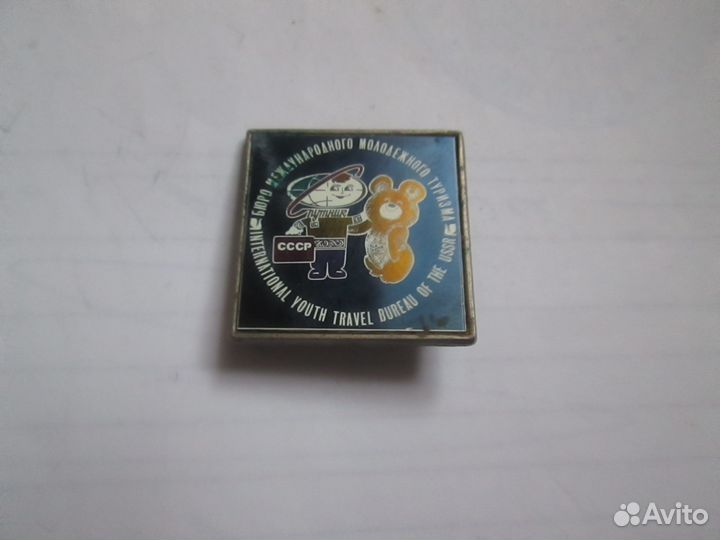 БЮРО МЕЖДУНАРОДНОГО МОЛОДЕЖНОГО ТУРИЗМА
СПУТНИК
СССР
INTERNATIONAL YOUTH TRAVEL BUREAU OF THE USSR
Avito